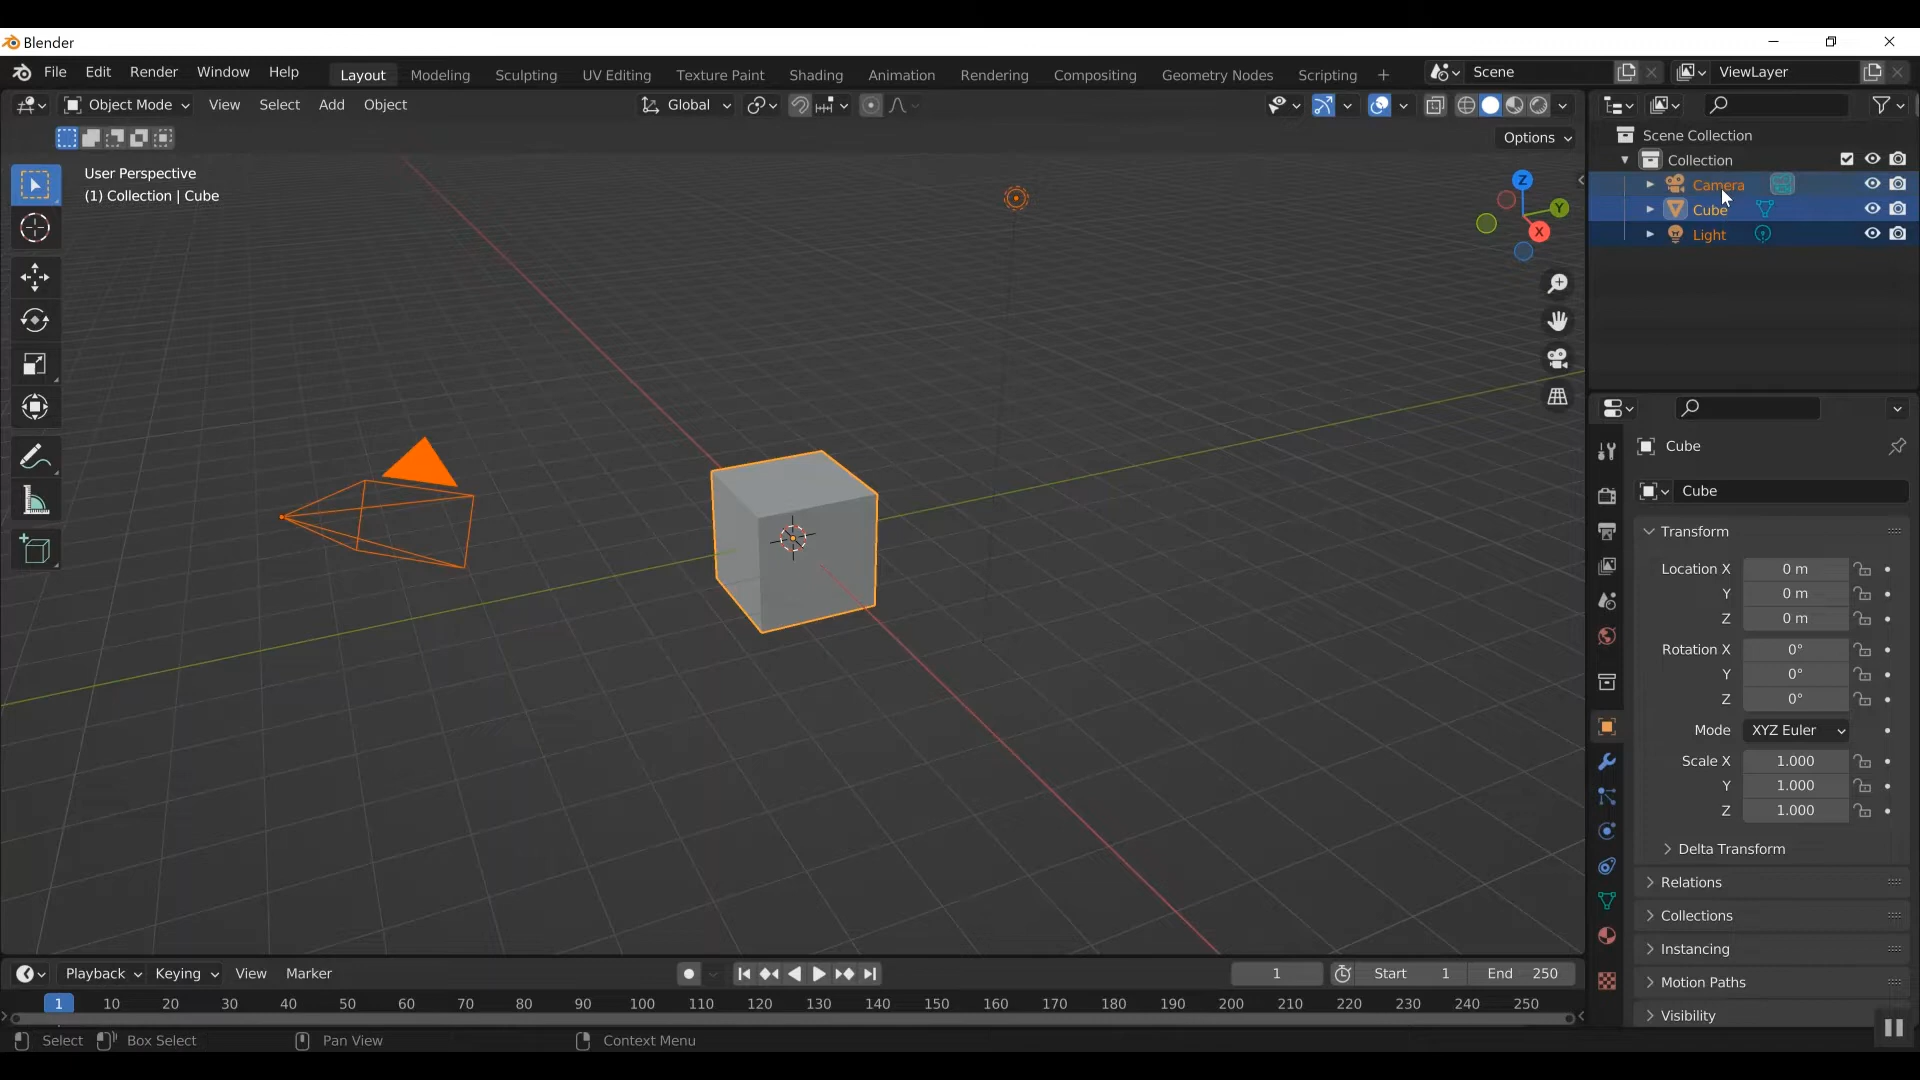 Blender
File Edit Render Window Help Layout Modeling Sculpting UV Editing Texture Paint Shading Animation Rendering Compositing Geometry Nodes Scripting + Scene ViewLayer
Object Mode View Select Add Object Global
Options
User Perspective
(1) Collection | Cube
Z
Y
X
Scene Collection
Collection
Camera
Cube
Light
Cube
Cube
Transform
Location X 0 m
Y 0 m
Z 0 m
Rotation X 0°
Y 0°
Z 0°
Mode XYZ Euler
Scale X 1.000
Y 1.000
Z 1.000
Delta Transform
Relations
Collections
Instancing
Motion Paths
Visibility
Playback Keying View Marker 1 Start 1 End 250
1 10 20 30 40 50 60 70 80 90 100 110 120 130 140 150 160 170 180 190 200 210 220 230 240 250
Select Box Select Pan View Context Menu